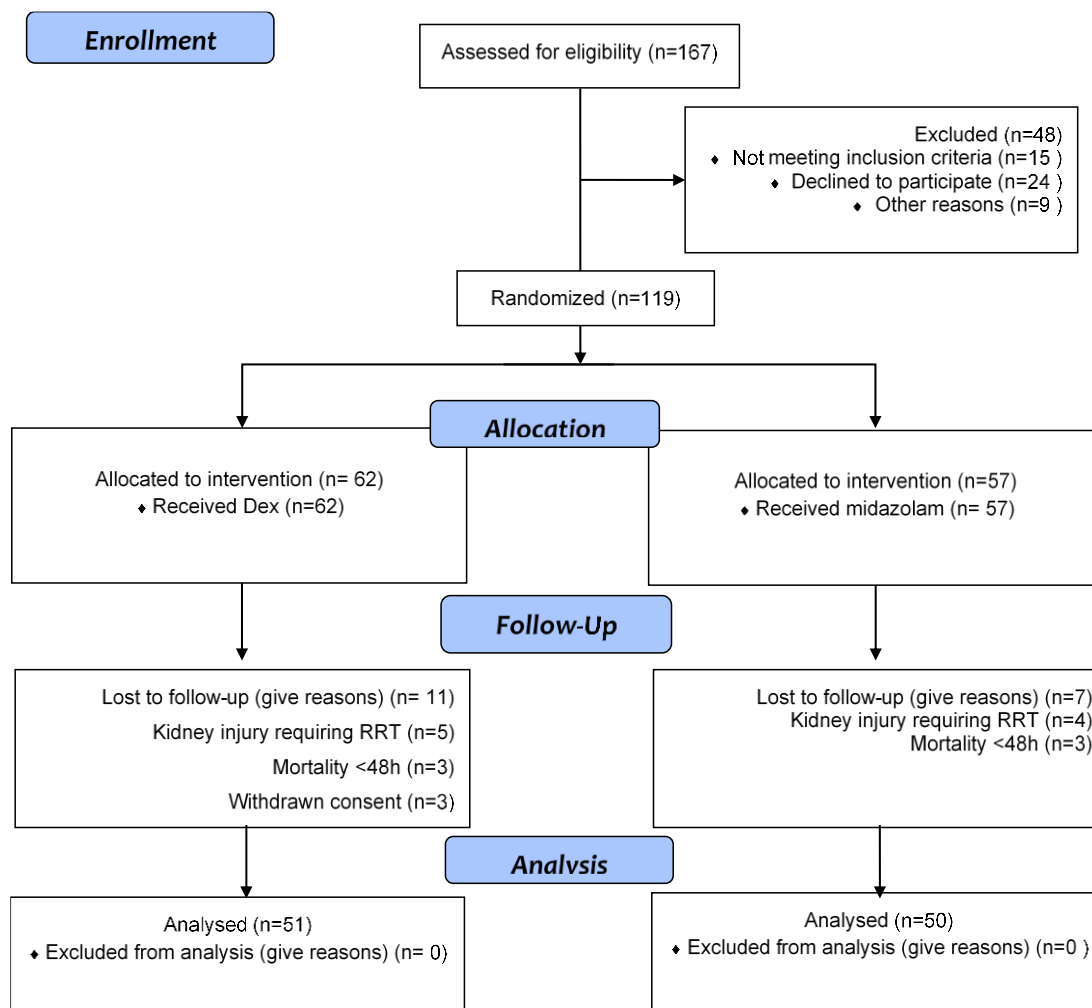 Enrollment
Assessed for eligibility (n=167)
Excluded (n=48)
♦ Not meeting inclusion criteria (n=15 )
♦ Declined to participate (n=24 )
♦ Other reasons (n=9 )
Randomized (n=119)
Allocation
Allocated to intervention (n= 62)
♦ Received Dex (n=62)
Allocated to intervention (n=57)
♦ Received midazolam (n= 57)
Follow-Up
Lost to follow-up (give reasons) (n= 11)
Kidney injury requiring RRT (n=5)
Mortality <48h (n=3)
Withdrawn consent (n=3)
Lost to follow-up (give reasons) (n=7)
Kidney injury requiring RRT (n=4)
Mortality <48h (n=3)
Analysis
Analysed (n=51)
♦ Excluded from analysis (give reasons) (n= 0)
Analysed (n=50)
♦ Excluded from analysis (give reasons) (n=0 )